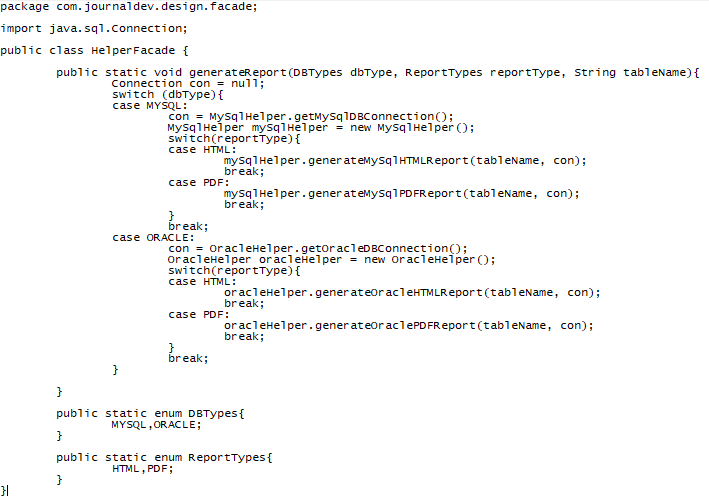 package com.journaldev.design.facade;
import java.sql.Connection;
public class HelperFacade {
public static void generateReport(DBTypes dbType, ReportTypes reportType, String tableName){
Connection con = null;
switch (dbType){
case MYSQL:
con = MySqlHelper.getMySqlDBConnection();
MySqlHelper mySqlHelper = new MySqlHelper();
switch(reportType){
case HTML:
mySqlHelper.generateMySqlHTMLReport(tableName, con);
break;
case PDF:
mySqlHelper.generateMySqlPDFReport(tableName, con);
break;
}
break;
case ORACLE:
con = OracleHelper.getOracleDBConnection();
OracleHelper oracleHelper = new OracleHelper();
switch(reportType){
case HTML:
oracleHelper.generateOracleHTMLReport(tableName, con);
break;
case PDF:
oracleHelper.generateOraclePDFReport(tableName, con);
break;
}
break;
}
}
public static enum DBTypes{
MYSQL,ORACLE;
}
public static enum ReportTypes{
HTML,PDF;
}
}